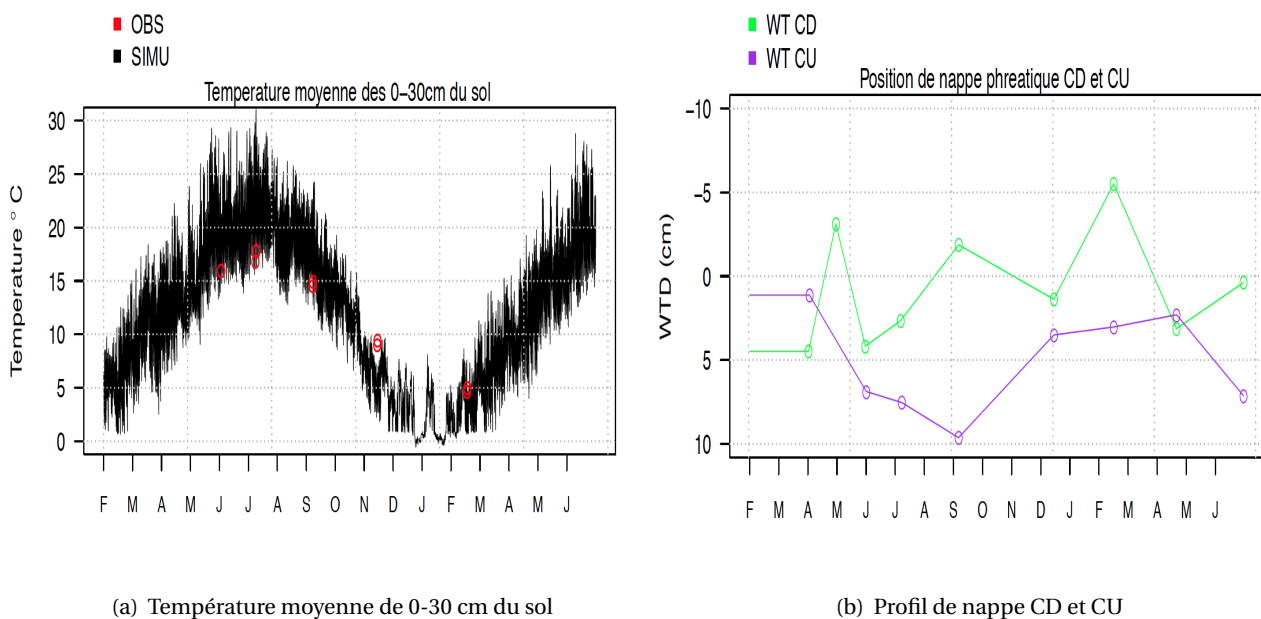 OBS
SIMU
Temperature moyenne des 0–30cm du sol
Temperature ° C
30
25
20
15
10
5
0
F M A M J J A S O N D J F M A M J
(a) Température moyenne de 0-30 cm du sol
WT CD
WT CU
Position de nappe phreatique CD et CU
WTD (cm)
−10
−5
0
5
10
F M A M J J A S O N D J F M A M J
(b) Profil de nappe CD et CU